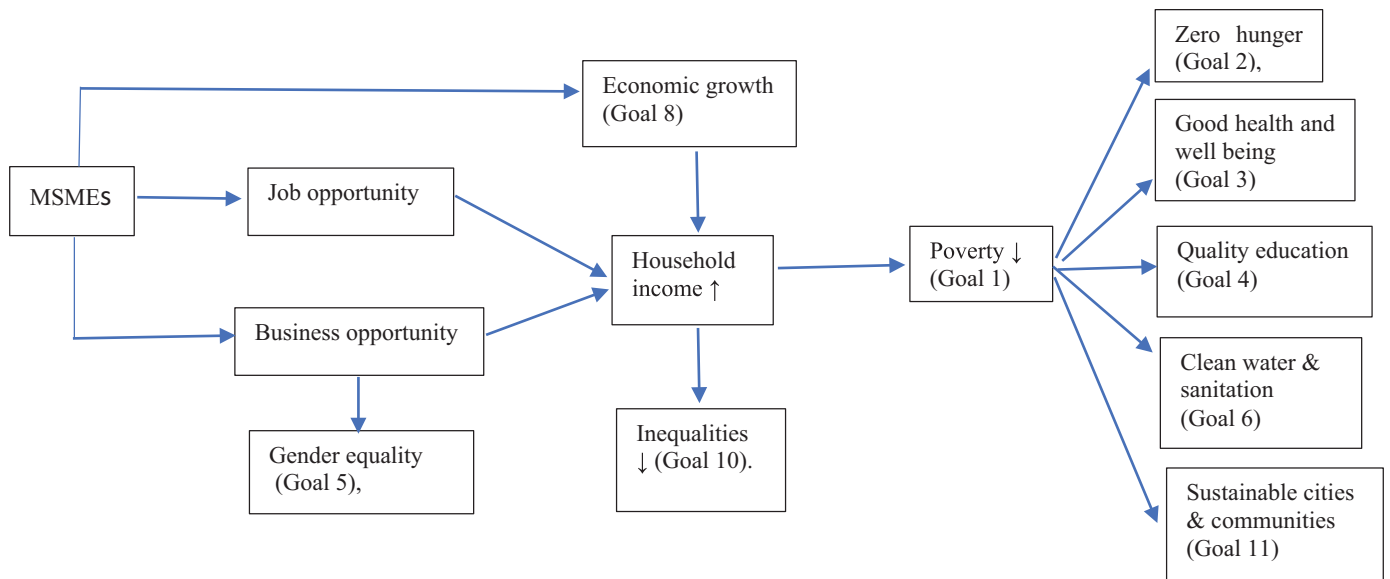 Zero hunger
(Goal 2),
Economic growth
(Goal 8)
Good health and
well being
(Goal 3)
MSMEs
Job opportunity
Household
income ↑
Poverty ↓
(Goal 1)
Quality education
(Goal 4)
Business opportunity
Clean water &
sanitation
(Goal 6)
Gender equality
(Goal 5),
Inequalities
↓ (Goal 10).
Sustainable cities
& communities
(Goal 11)